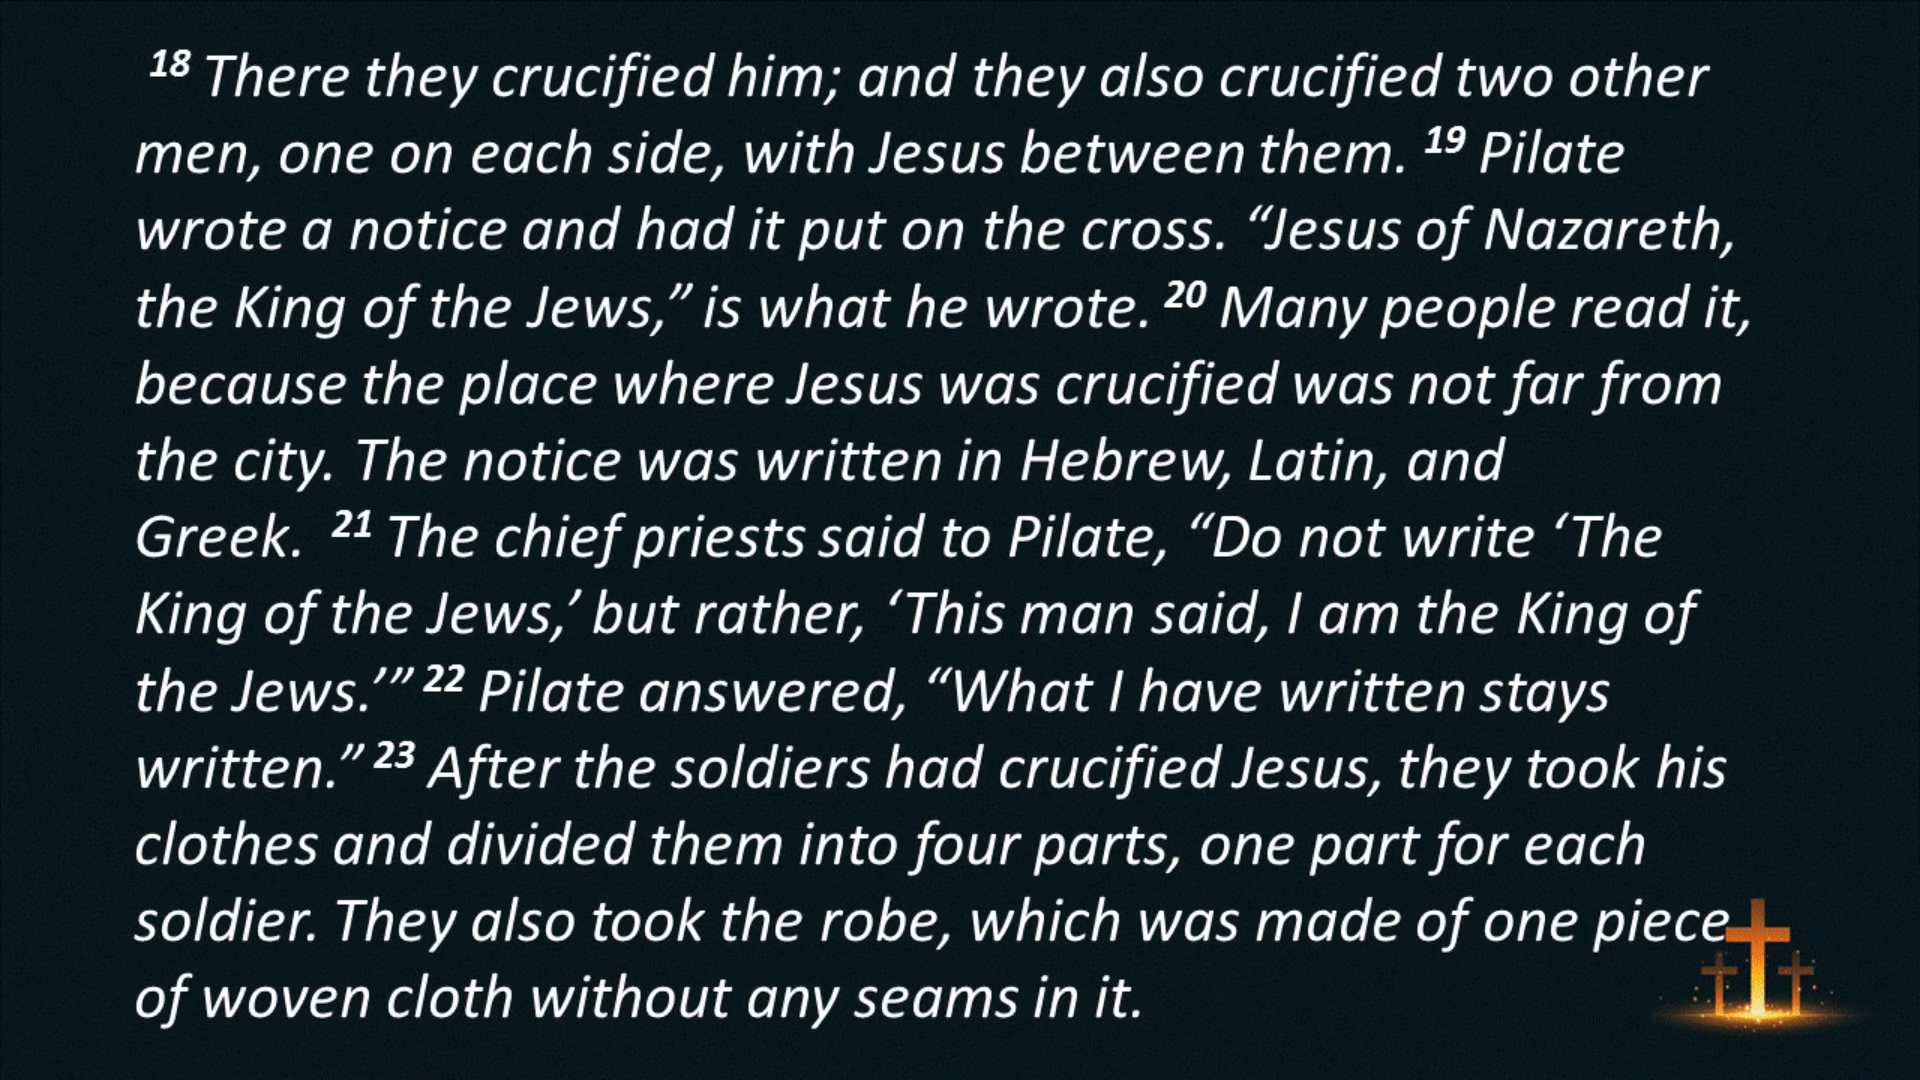 18 There they crucified him; and they also crucified two other
men, one on each side, with Jesus between them. 19 Pilate
wrote a notice and had it put on the cross. “Jesus of Nazareth,
the King of the Jews,” is what he wrote. 20 Many people read it,
because the place where Jesus was crucified was not far from
the city. The notice was written in Hebrew, Latin, and
Greek. 21 The chief priests said to Pilate, “Do not write ‘The
King of the Jews,’ but rather, ‘This man said, I am the King of
the Jews.’” 22 Pilate answered, “What I have written stays
written.” 23 After the soldiers had crucified Jesus, they took his
clothes and divided them into four parts, one part for each
soldier. They also took the robe, which was made of one piece
of woven cloth without any seams in it.